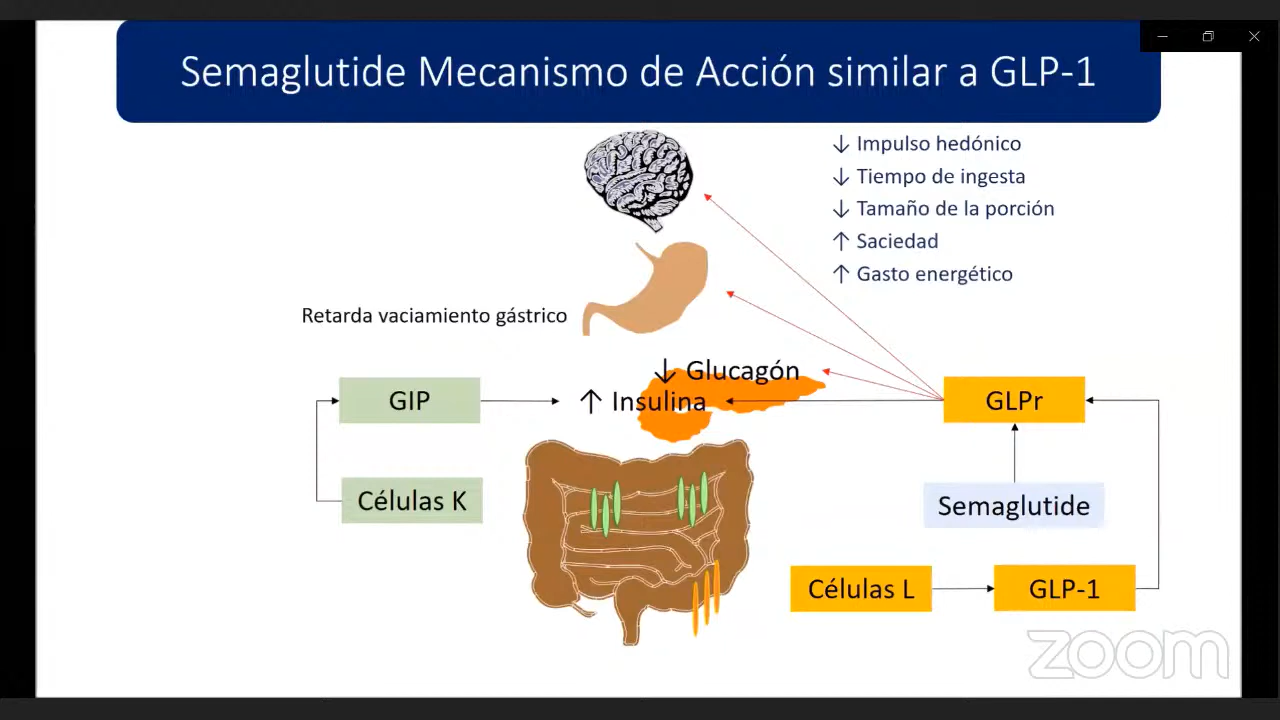 Semaglutide Mecanismo de Acción similar a GLP-1
↓ Impulso hedónico
↓ Tiempo de ingesta
↓ Tamaño de la porción
↑ Saciedad
↑ Gasto energético
Retarda vaciamiento gástrico
↓ Glucagón
↑ Insulina
GIP
GLPr
Células K
Semaglutide
Células L
GLP-1
zoom